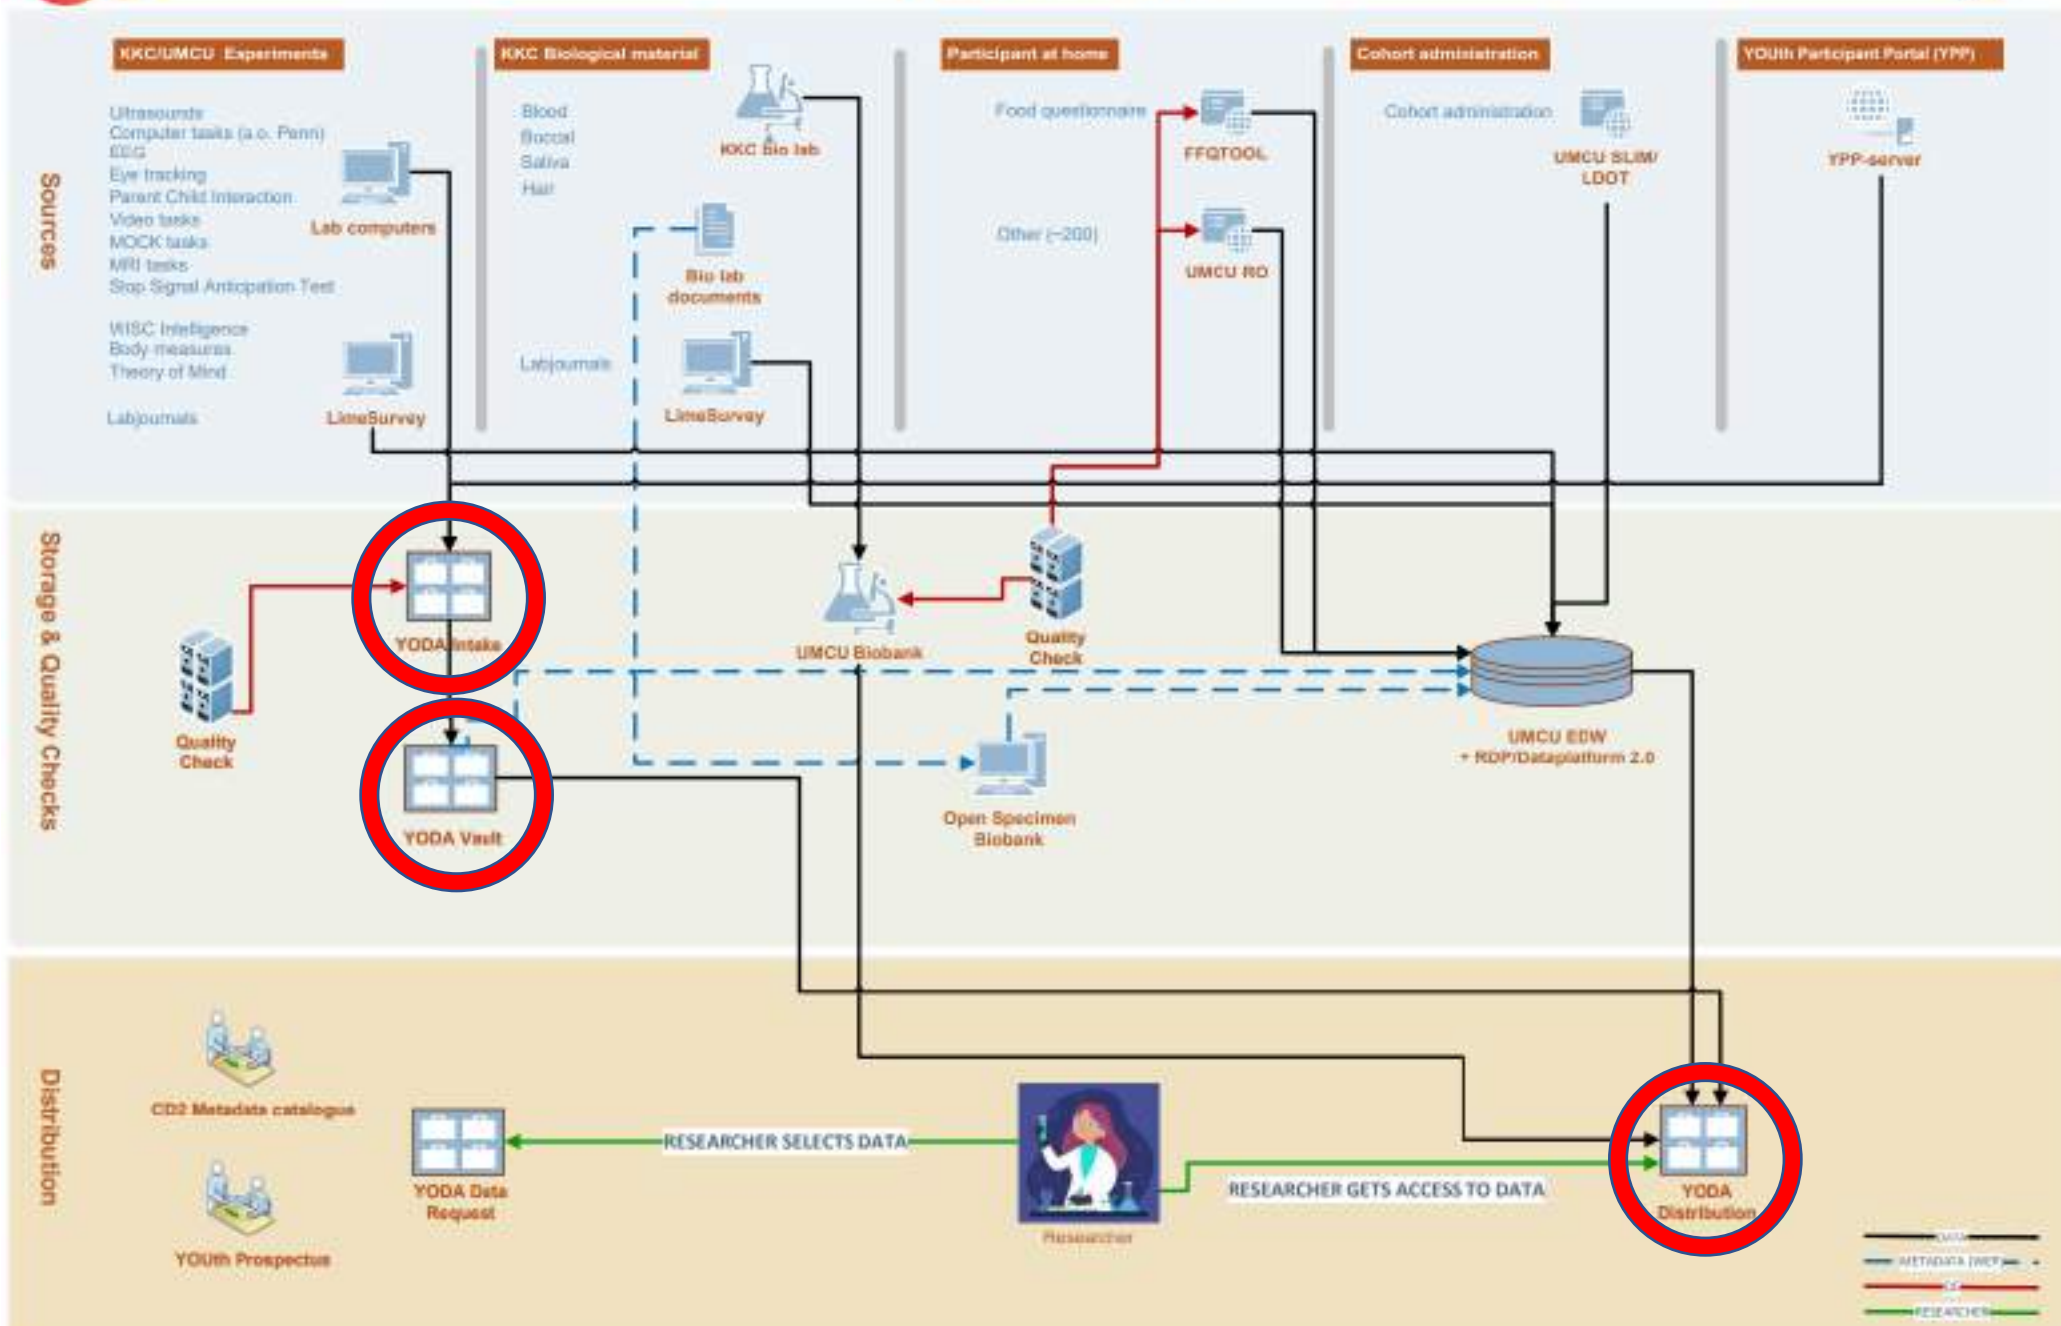 KKC/UMCU Experiments
Ultrasounds
Computer tasks (a.o. Penn)
EEG
Eye tracking
Parent Child Interaction
Video tasks
MOCK tasks
MRI tasks
Stop Signal Anticipation Test
WISC Intelligence
Body measures
Theory of Mind
Labjournals
Lab computers
LimeSurvey
KKC Biological material
Blood
Buccal
Saliva
Hair
Labjournals
KKC bio lab
Bio lab
documents
LimeSurvey
Participant at home
Food questionnaire
Other (~200)
FFQTOOL
UMCU RO
Cohort administration
Cohort administration
UMCU SLIM/
LDOT
YOUth Participant Portal (YPP)
YPP-server
Sources
Storage & Quality Checks
Quality
Check
YODA Intake
YODA Vault
UMCU Biobank
Quality
Check
Open Specimen
Biobank
UMCU EDW
+ RDP/Dataplatform 2.0
Distribution
CD2 Metadata catalogue
YOUth Prospectus
YODA Data
Request
RESEARCHER SELECTS DATA
Researcher
RESEARCHER GETS ACCESS TO DATA
YODA
Distribution
DATA
METADATA
RESEARCHER